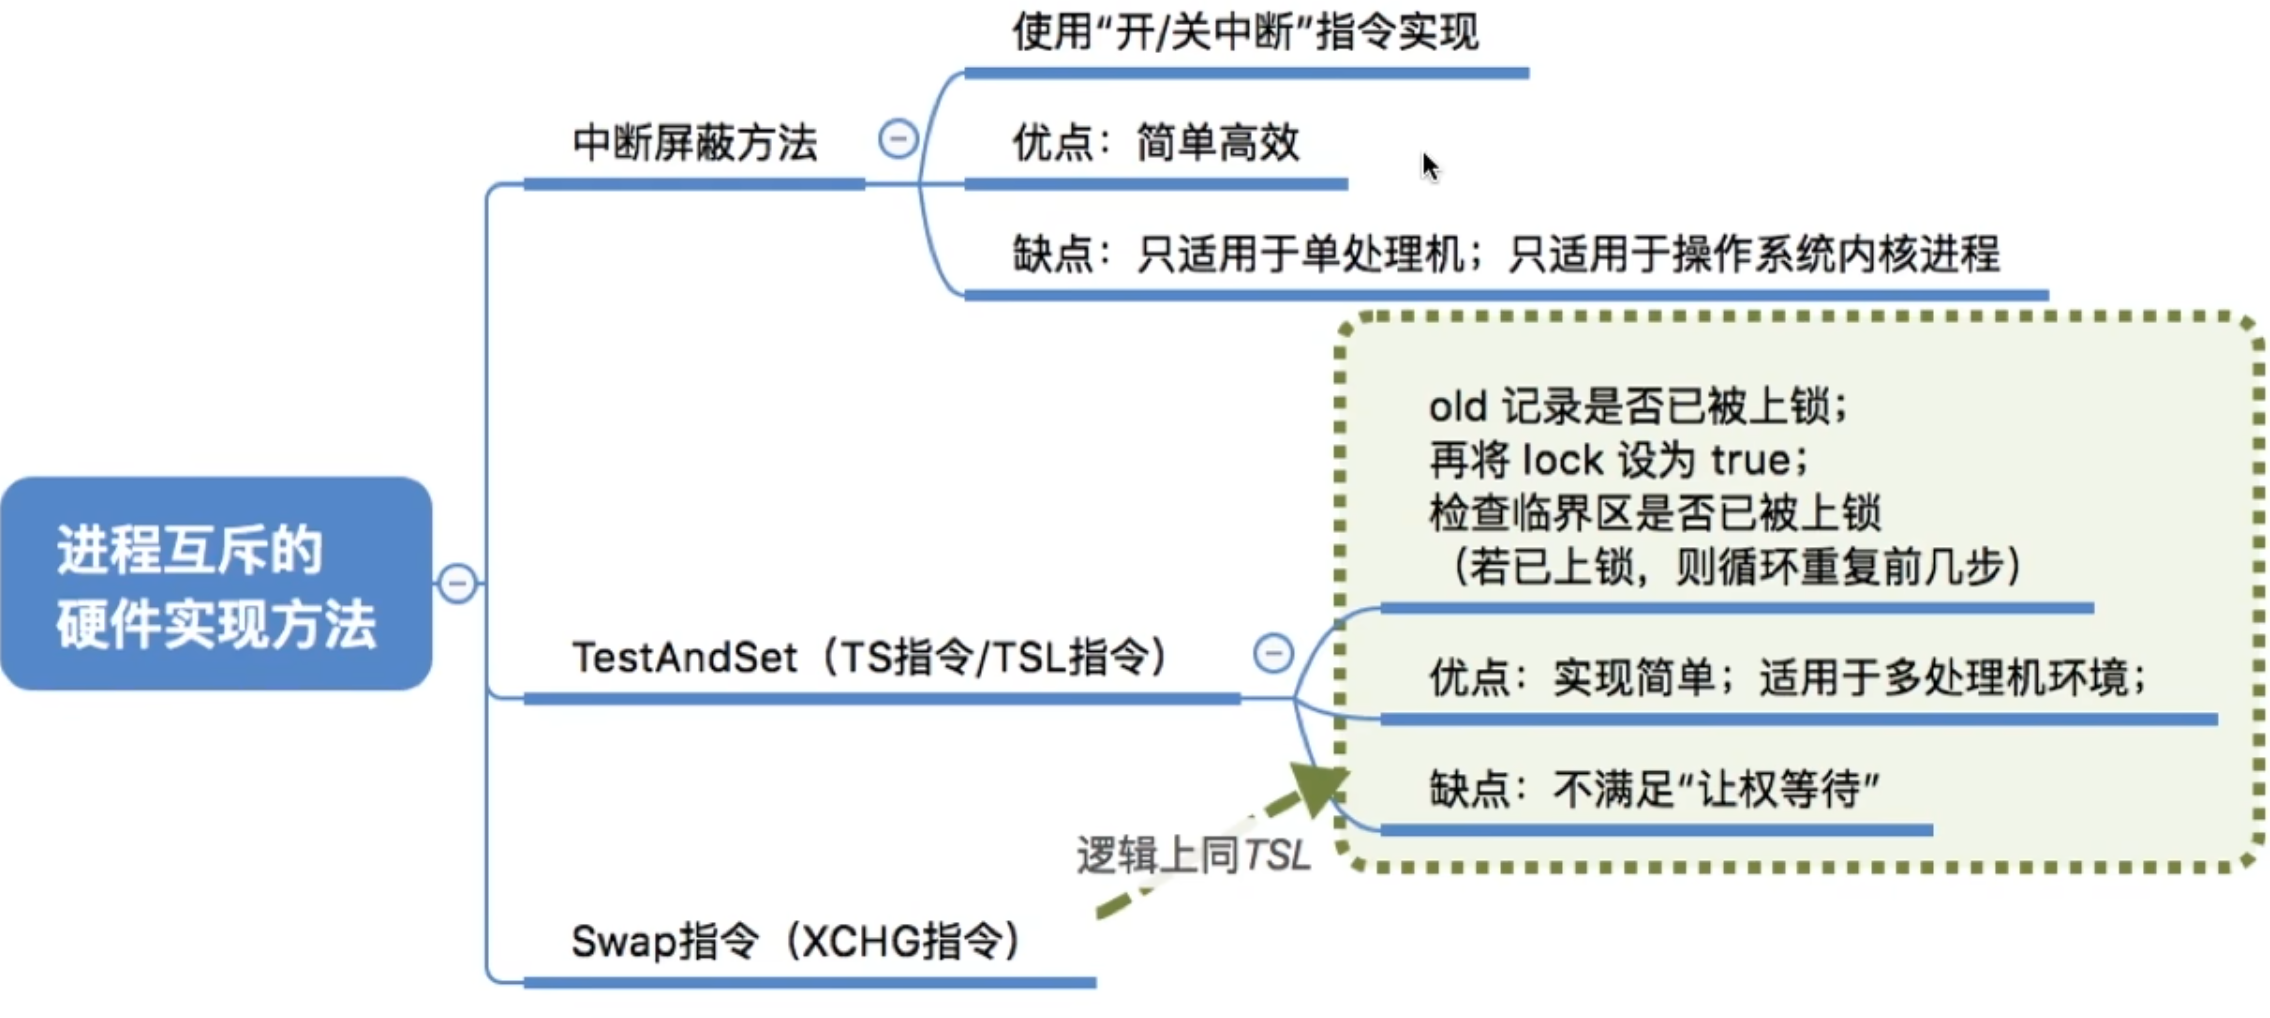 使用“开/关中断”指令实现
中断屏蔽方法
优点：简单高效
缺点：只适用于单处理机；只适用于操作系统内核进程
进程互斥的
硬件实现方法
old 记录是否已被上锁；
再将 lock 设为 true；
检查临界区是否已被上锁
（若已上锁，则循环重复前几步）
TestAndSet（TS指令/TSL指令）
优点：实现简单；适用于多处理机环境；
缺点：不满足“让权等待”
逻辑上同TSL
Swap指令（XCHG指令）